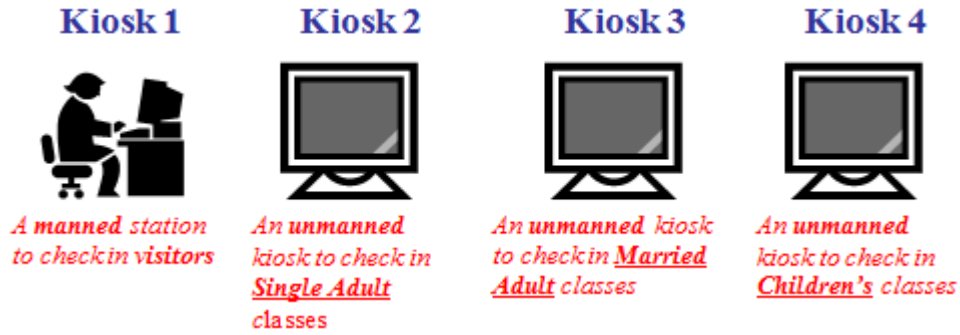 Kiosk 1
Kiosk 2
Kiosk 3
Kiosk 4
A manned station
to check in visitors
An unmanned
kiosk to check in
Single Adult
classes
An unmanned kiosk
to check in Married
Adult classes
An unmanned
kiosk to check in
Children's classes